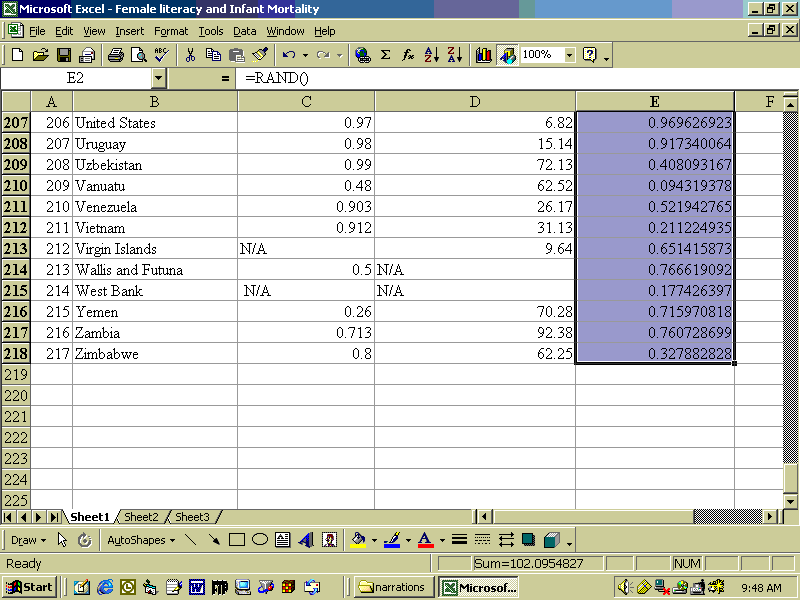 Microsoft Excel - Female literacy and Infant Mortality
File Edit View Insert Format Tools Data Window Help
100%
E2 = =RAND()
A B C D E F
207 206 United States 0.97 6.82 0.969626923
208 207 Uruguay 0.98 15.14 0.917340064
209 208 Uzbekistan 0.99 72.13 0.408093167
210 209 Vanuatu 0.48 62.52 0.094319378
211 210 Venezuela 0.903 26.17 0.521942765
212 211 Vietnam 0.912 31.13 0.211224935
213 212 Virgin Islands N/A 9.64 0.651415873
214 213 Wallis and Futuna 0.5 N/A 0.766619092
215 214 West Bank N/A N/A 0.177426397
216 215 Yemen 0.26 70.28 0.715970818
217 216 Zambia 0.713 92.38 0.760728699
218 217 Zimbabwe 0.8 62.25 0.327882828
219
220
221
222
223
224
225
Sheet1 Sheet2 Sheet3
Draw AutoShapes
Ready Sum=102.0954827 NUM
Start narrations Microsof... 9:48 AM